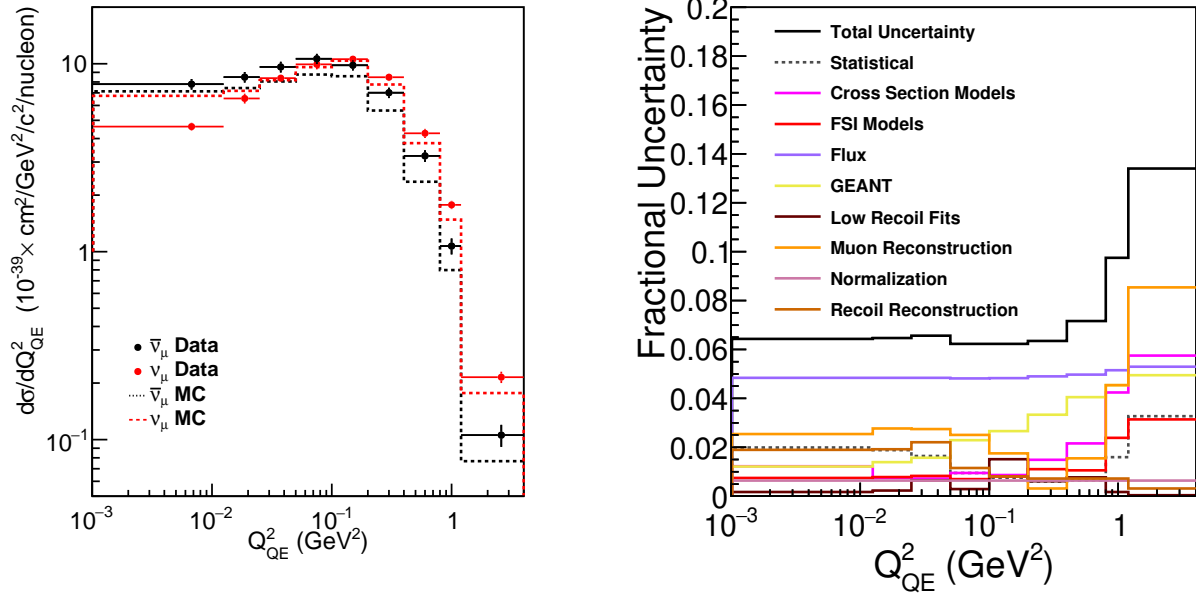 dσ/dQ²_QE (10⁻³⁹× cm²/GeV²/c²/nucleon)
10
1
10⁻¹
ν̄_μ Data
ν_μ Data
ν̄_μ MC
ν_μ MC
10⁻³ 10⁻² 10⁻¹ 1
Q²_QE (GeV²)
Fractional Uncertainty
0.2
0.18
0.16
0.14
0.12
0.1
0.08
0.06
0.04
0.02
0
Total Uncertainty
Statistical
Cross Section Models
FSI Models
Flux
GEANT
Low Recoil Fits
Muon Reconstruction
Normalization
Recoil Reconstruction
10⁻³ 10⁻² 10⁻¹ 1
Q²_QE (GeV²)